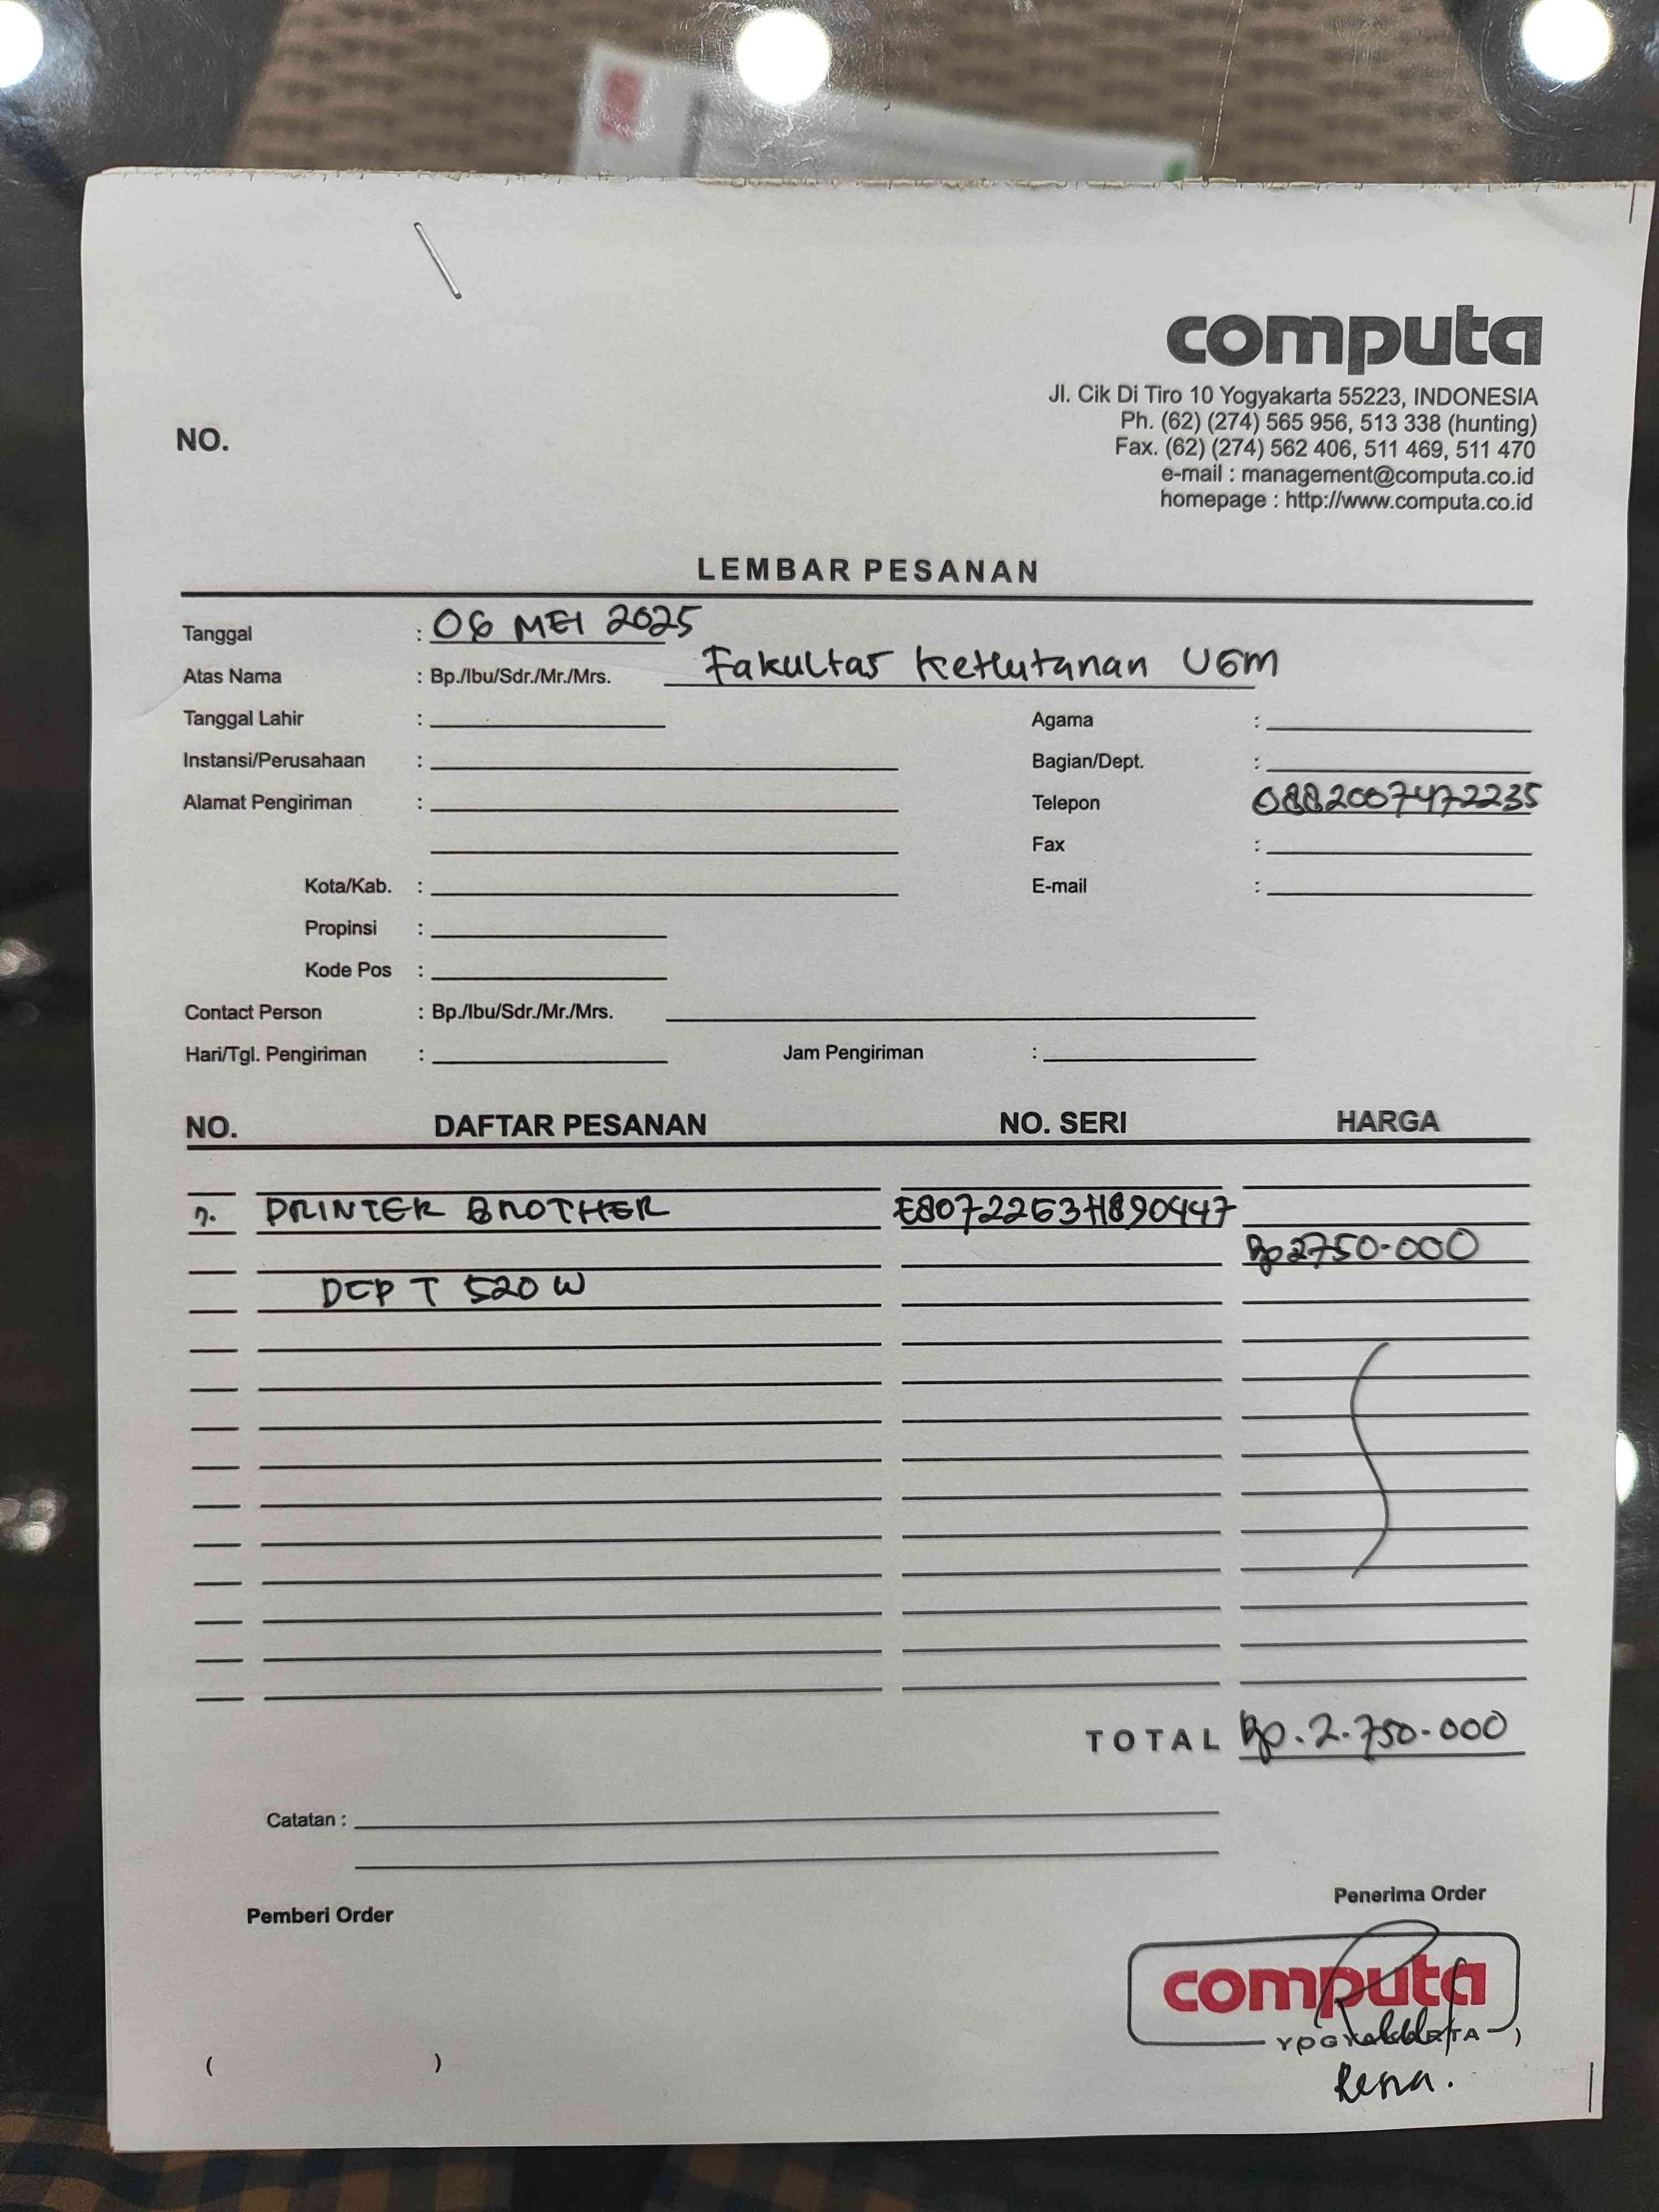 computa
Jl. Cik Di Tiro 10 Yogyakarta 55223, INDONESIA
Ph. (62) (274) 565 956, 513 338 (hunting)
Fax. (62) (274) 562 406, 511 469, 511 470
e-mail : management@computa.co.id
homepage : http://www.computa.co.id
NO.
LEMBAR PESANAN
Tanggal : 06 MEI 2025
Atas Nama : Bp./Ibu/Sdr./Mr./Mrs. Fakultas Kehutanan UGM
Tanggal Lahir : Agama :
Instansi/Perusahaan : Bagian/Dept. :
Alamat Pengiriman : Telepon 0882007472235
Fax :
Kota/Kab. : E-mail :
Propinsi :
Kode Pos :
Contact Person : Bp./Ibu/Sdr./Mr./Mrs.
Hari/Tgl. Pengiriman : Jam Pengiriman :
NO. DAFTAR PESANAN NO. SERI HARGA
1. PRINTER BROTHER E80722G3H890447
Rp 2750.000
DCP T 520 W
TOTAL Rp. 2.750.000
Catatan :
Pemberi Order Penerima Order
computa
YOGYAKARTA
( ) )